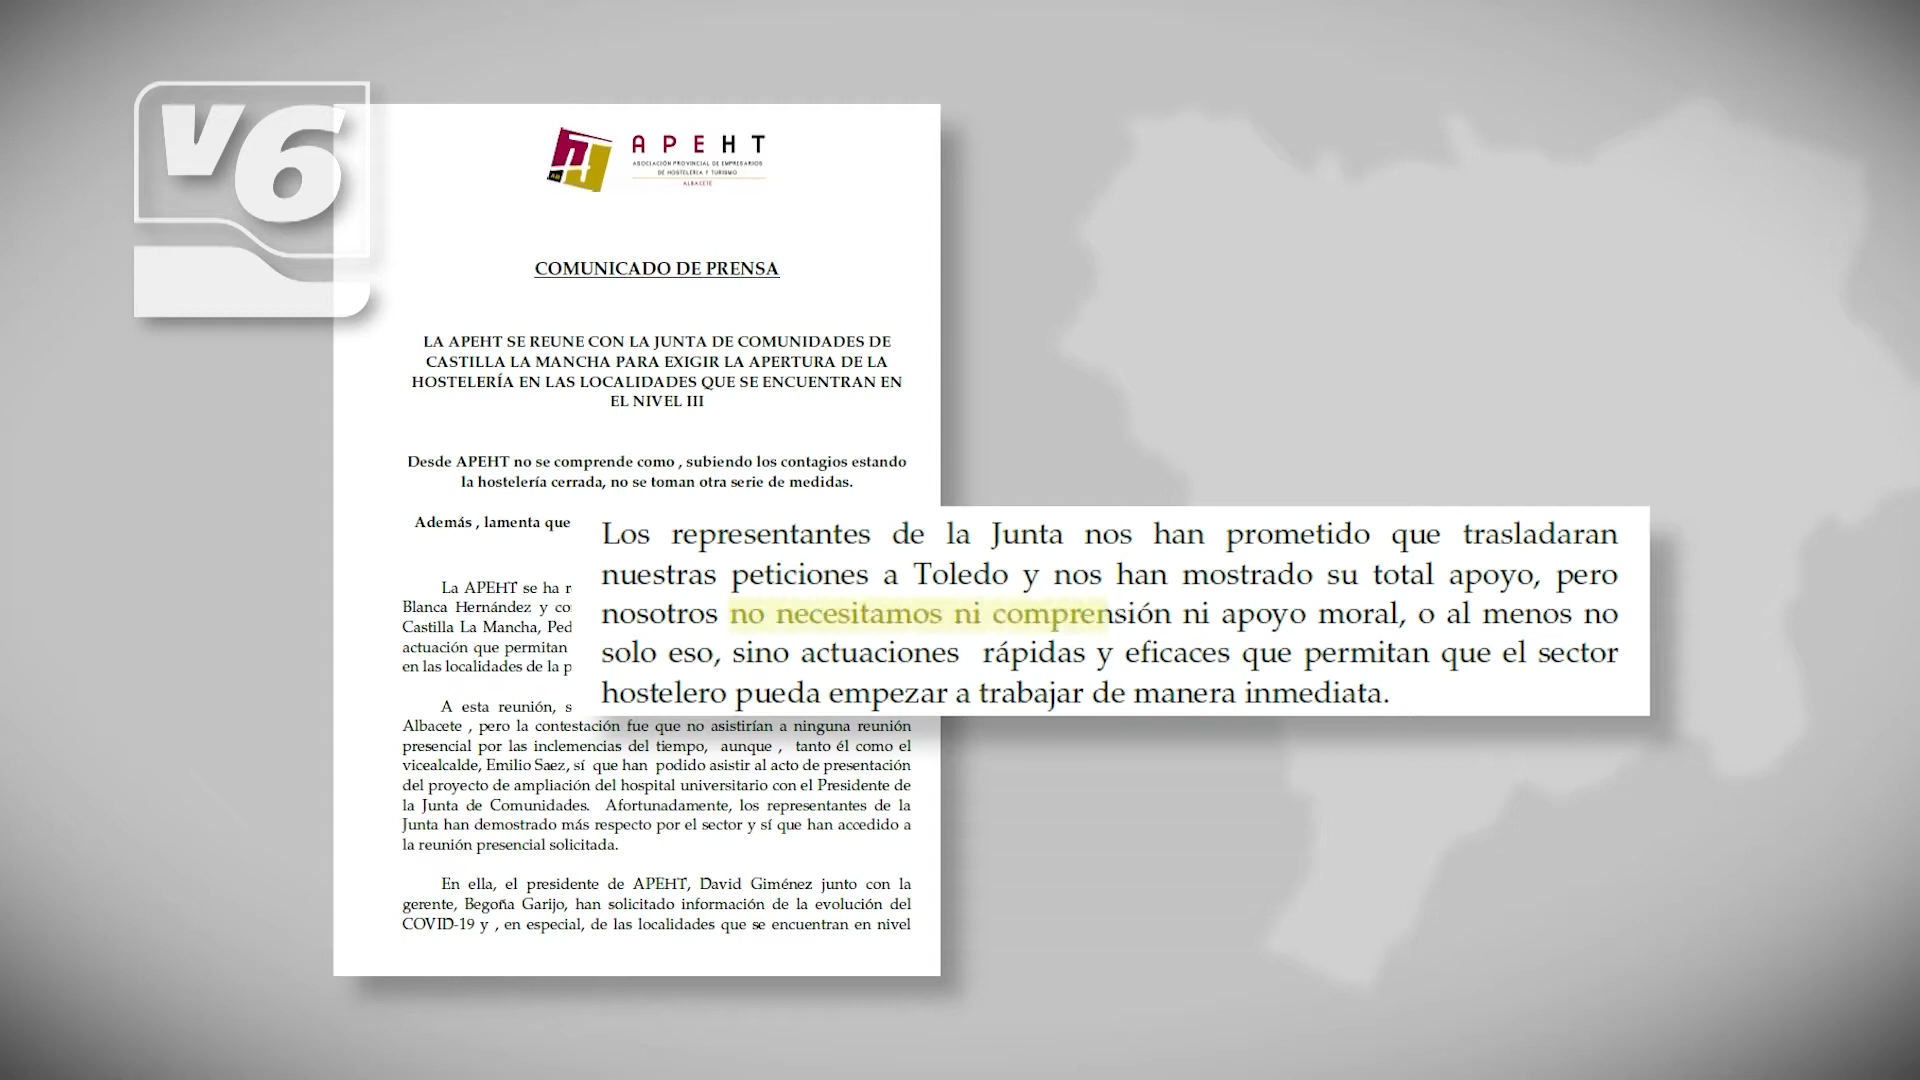 V6
APEHT
ASOCIACIÓN PROVINCIAL DE EMPRESARIOS
DE HOSTELERÍA Y TURISMO
ALBACETE
COMUNICADO DE PRENSA
LA APEHT SE REUNE CON LA JUNTA DE COMUNIDADES DE
CASTILLA LA MANCHA PARA EXIGIR LA APERTURA DE LA
HOSTELERÍA EN LAS LOCALIDADES QUE SE ENCUENTRAN EN
EL NIVEL III
Desde APEHT no se comprende como , subiendo los contagios estando
la hostelería cerrada, no se toman otra serie de medidas.
Además , lamenta que
La APEHT se ha
Blanca Hernández y
Castilla La Mancha,
actuación que permitan
en las localidades de la
A esta reunión,
Albacete , pero la contestación fue que no asistirían a ninguna reunión
presencial por las inclemencias del tiempo, aunque , tanto él como el
vicealcalde, Emilio Saez, sí que han podido asistir al acto de presentación
del proyecto de ampliación del hospital universitario con el Presidente de
la Junta de Comunidades. Afortunadamente, los representantes de la
Junta han demostrado más respecto por el sector y sí que han accedido a
la reunión presencial solicitada.
En ella, el presidente de APEHT, David Giménez junto con la
gerente, Begoña Garijo, han solicitado información de la evolución del
COVID-19 y , en especial, de las localidades que se encuentran en nivel
Los representantes de la Junta nos han prometido que trasladaran
nuestras peticiones a Toledo y nos han mostrado su total apoyo, pero
nosotros no necesitamos ni comprensión ni apoyo moral, o al menos no
solo eso, sino actuaciones rápidas y eficaces que permitan que el sector
hostelero pueda empezar a trabajar de manera inmediata.